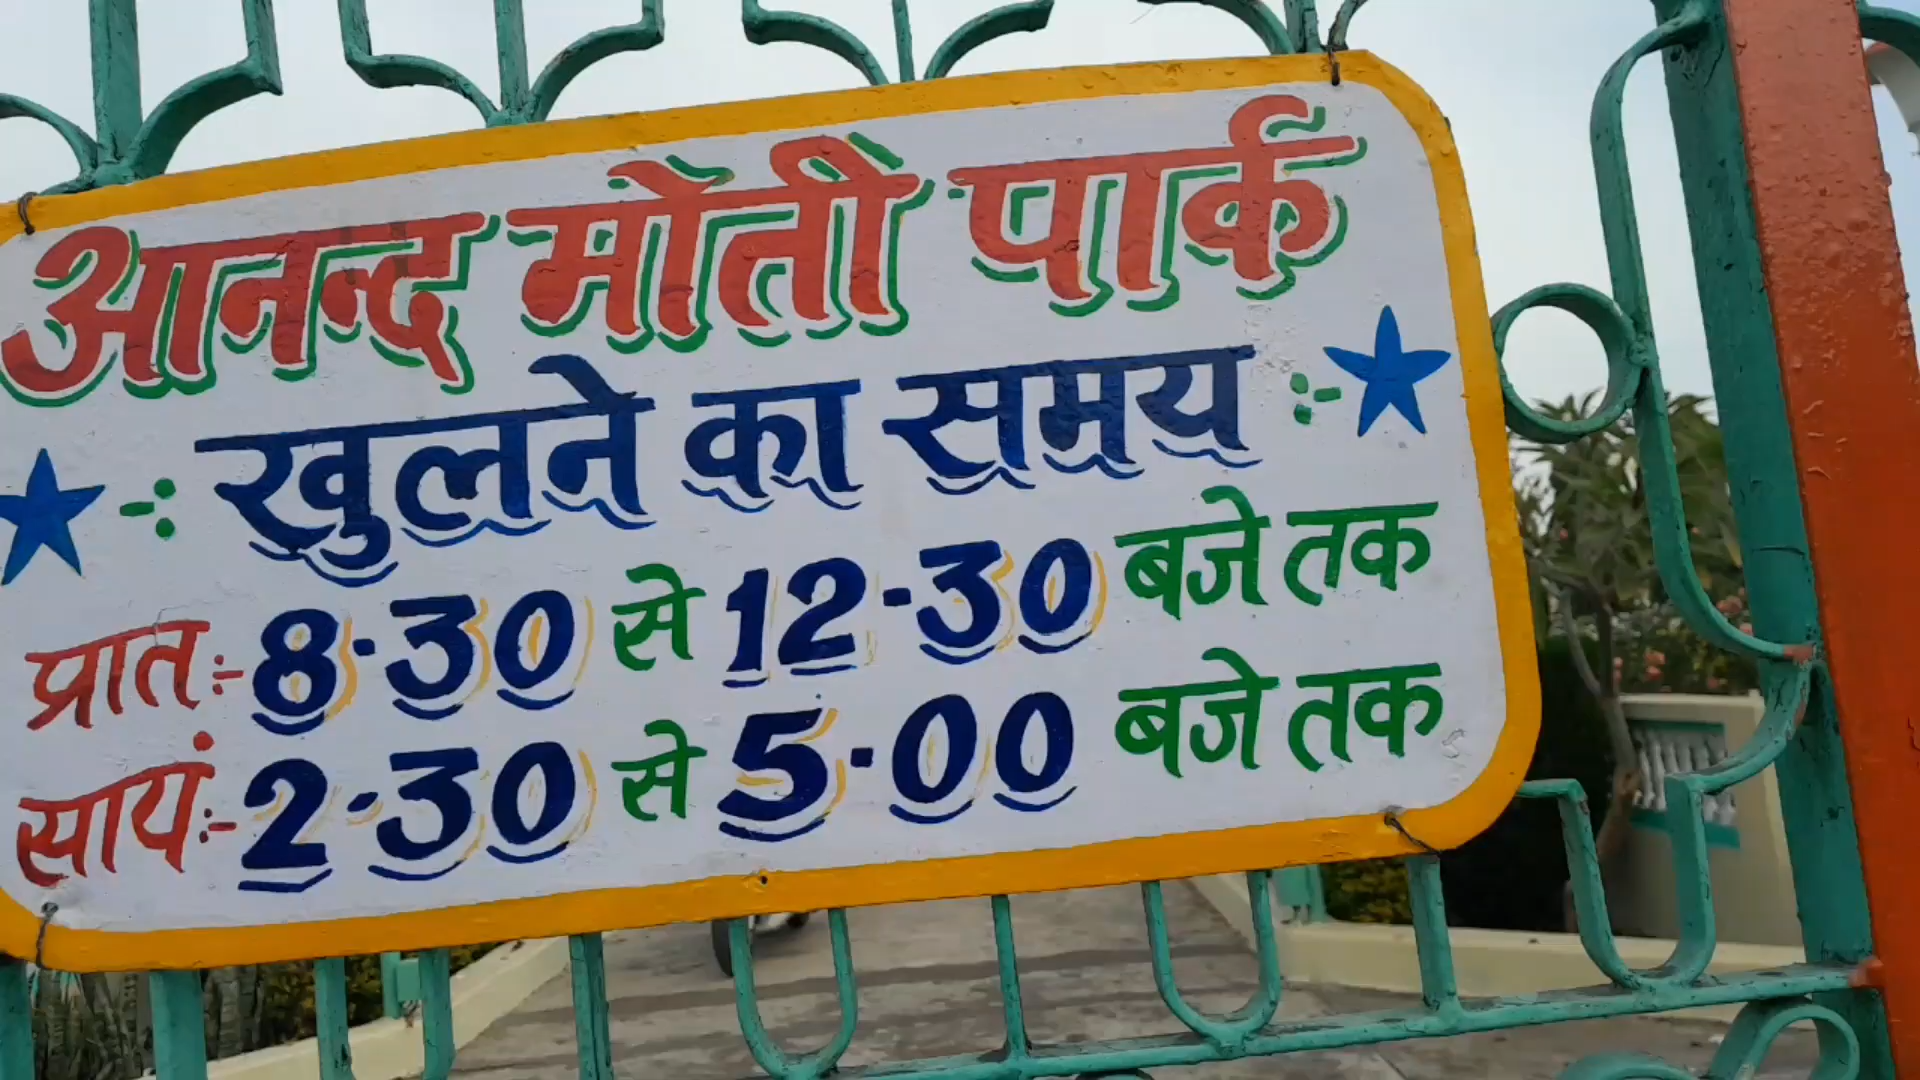 आनन्द मोती पार्क
-: खुलने का समय :-
प्रात:- 8-30 से 12-30 बजे तक
सायं:- 2-30 से 5-00 बजे तक